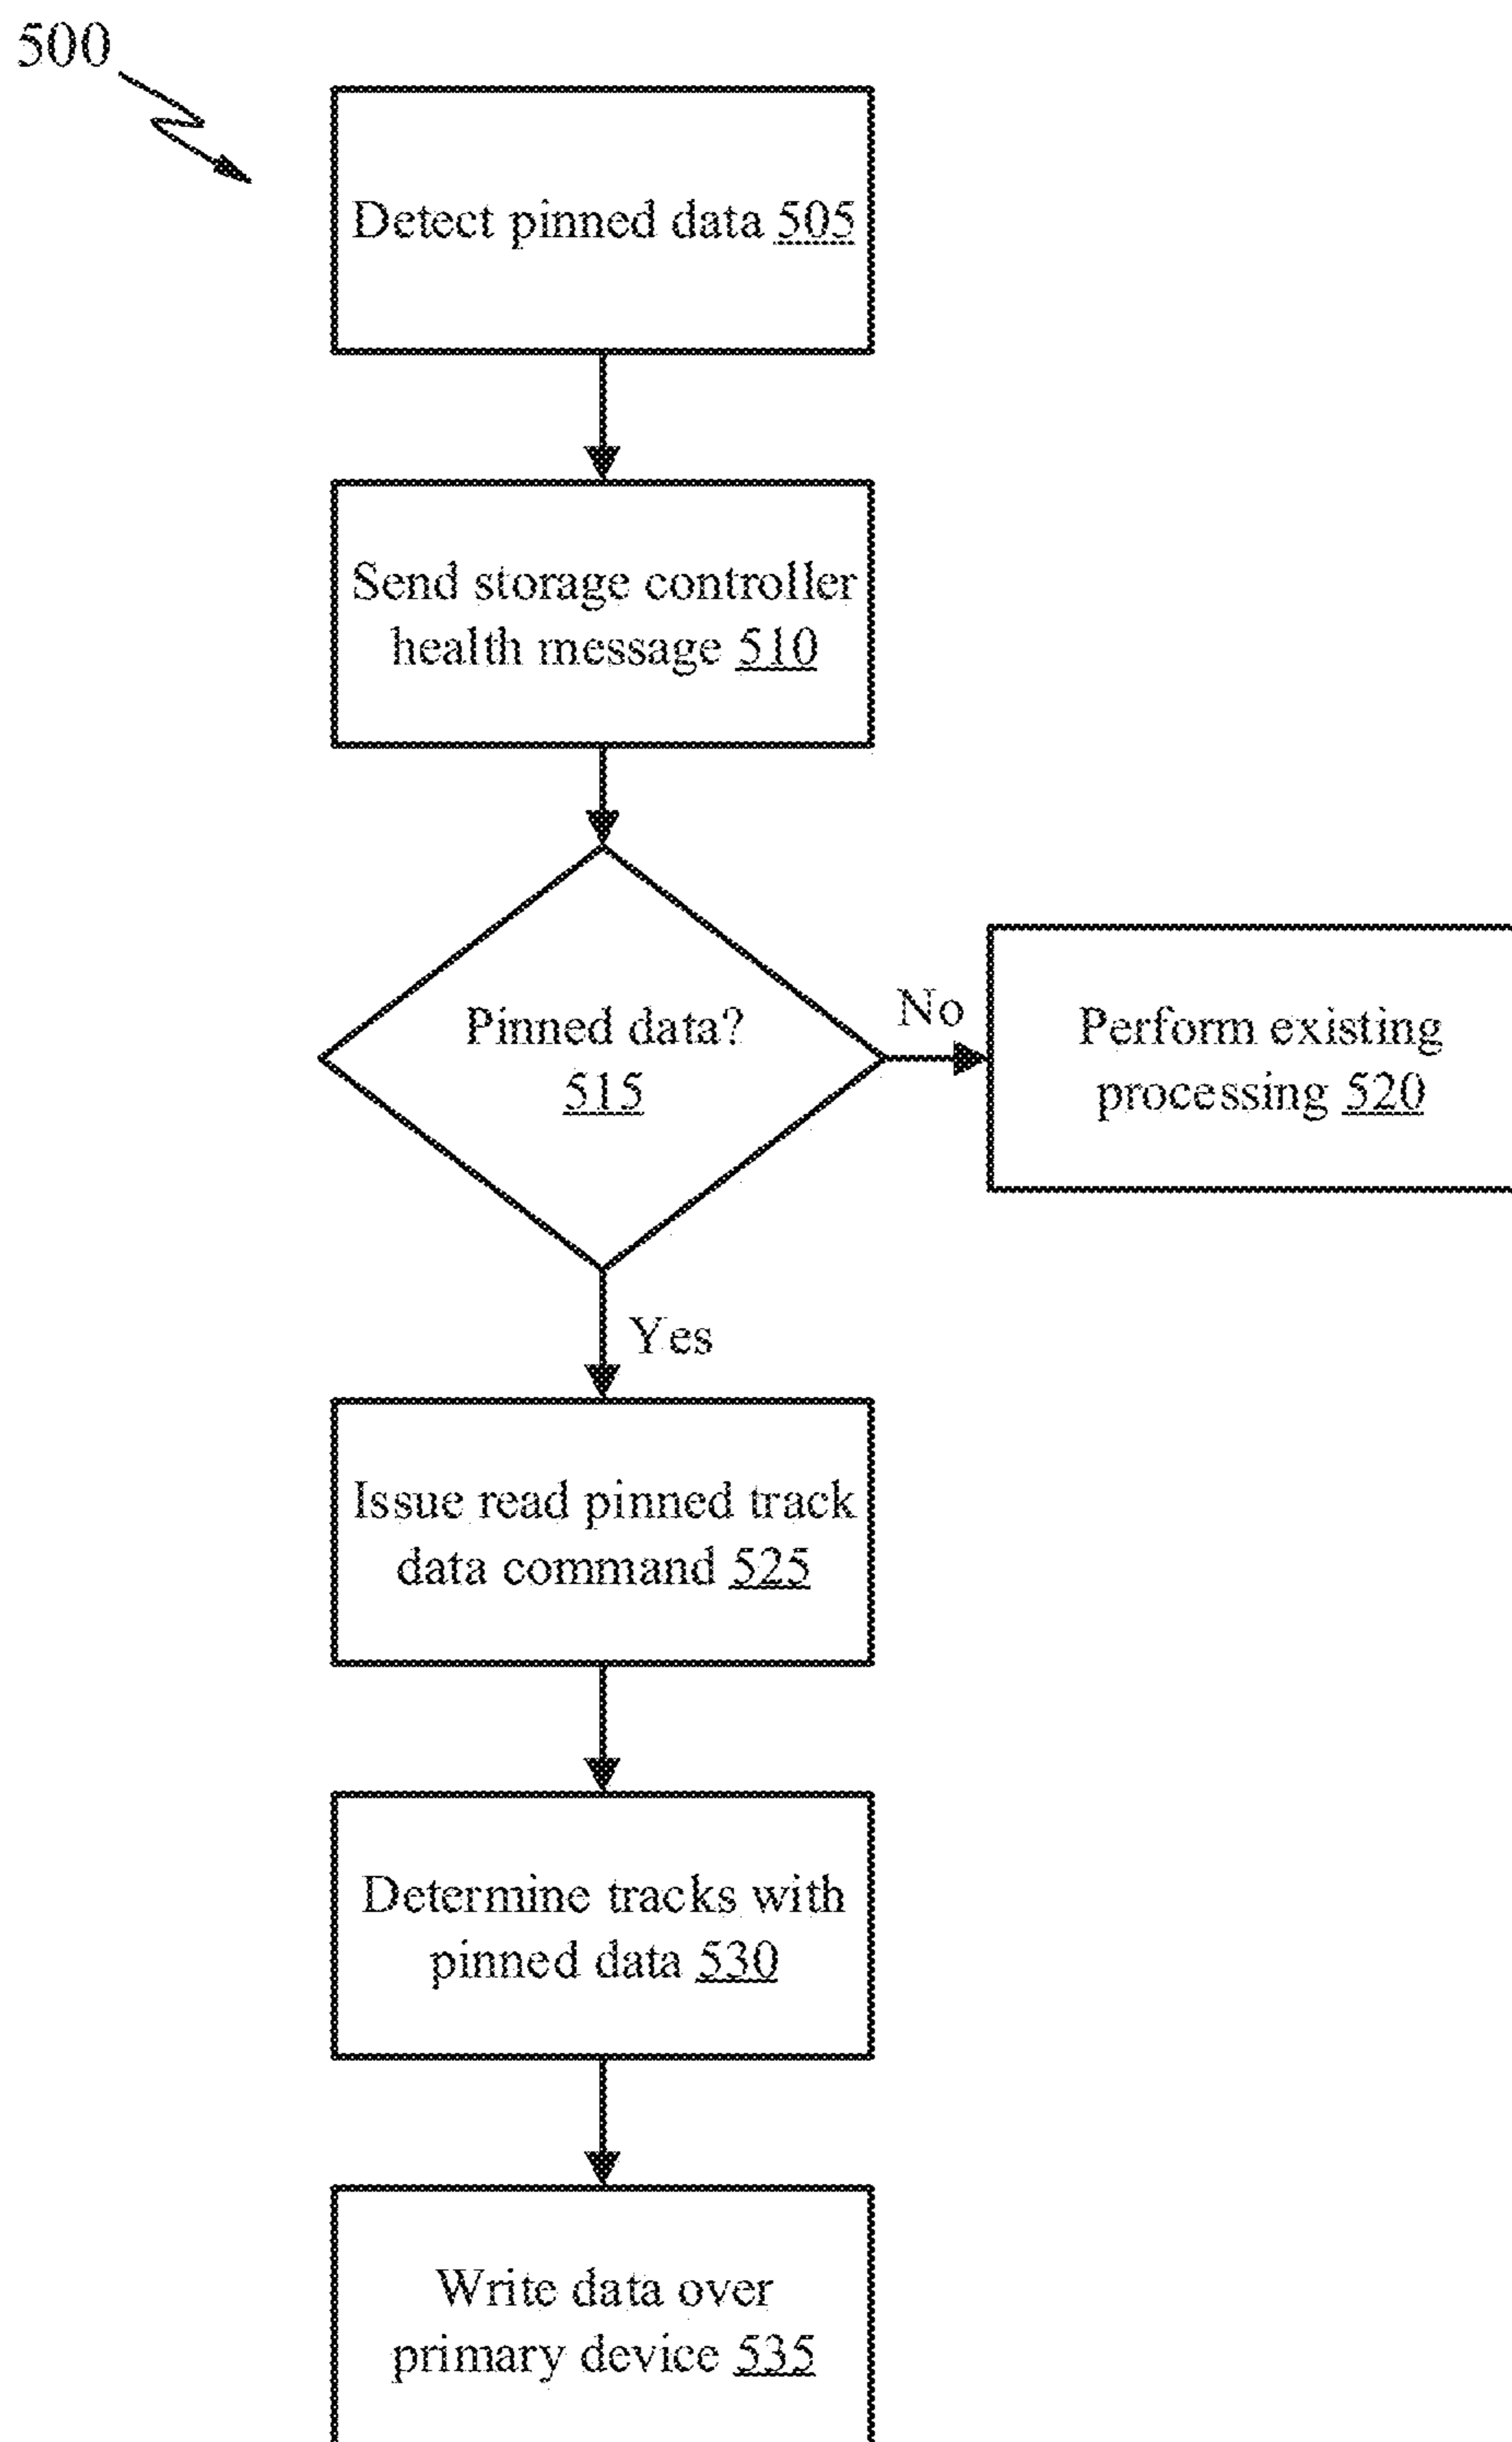 500
Detect pinned data 505
Send storage controller
health message 510
Pinned data?
515
No
Perform existing
processing 520
Yes
Issue read pinned track
data command 525
Determine tracks with
pinned data 530
Write data over
primary device 535